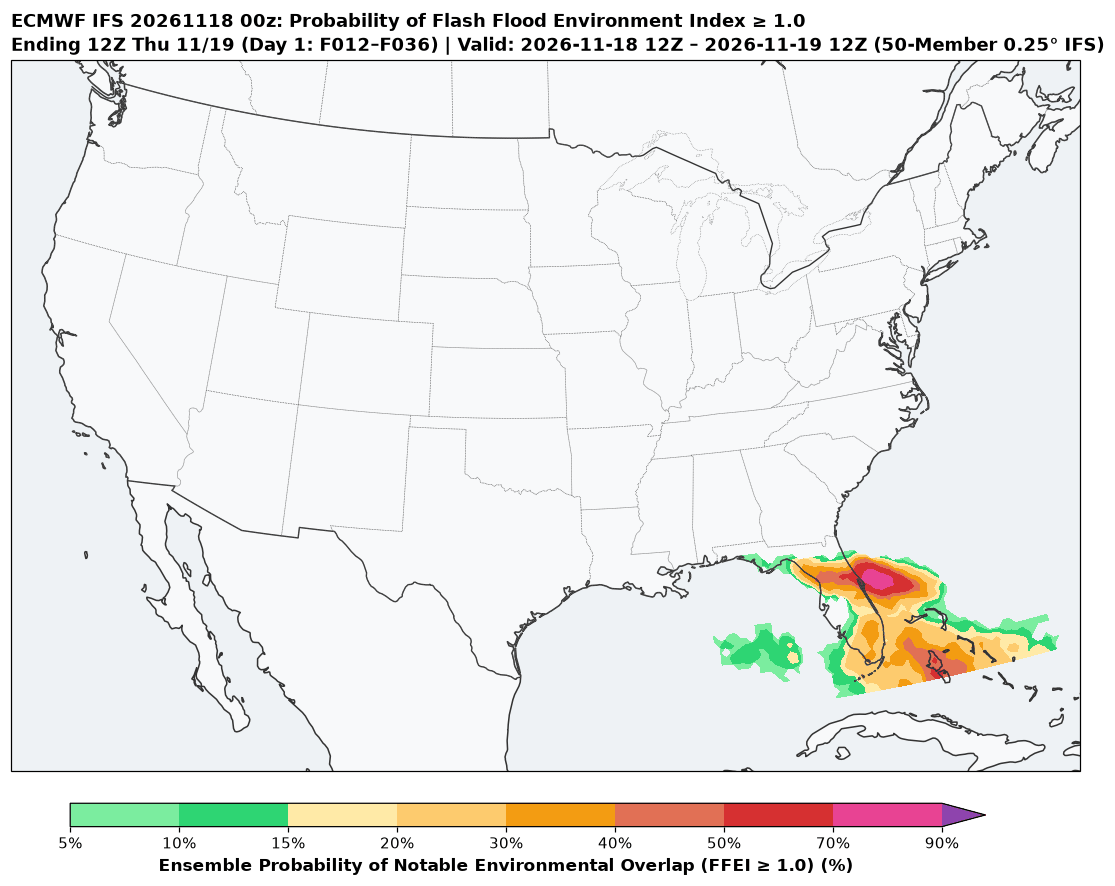 ECMWF IFS 20261118 00z: Probability of Flash Flood Environment Index ≥ 1.0
Ending 12Z Thu 11/19 (Day 1: F012–F036) | Valid: 2026-11-18 12Z – 2026-11-19 12Z (50-Member 0.25° IFS)
5% 10% 15% 20% 30% 40% 50% 70% 90%
Ensemble Probability of Notable Environmental Overlap (FFEI ≥ 1.0) (%)